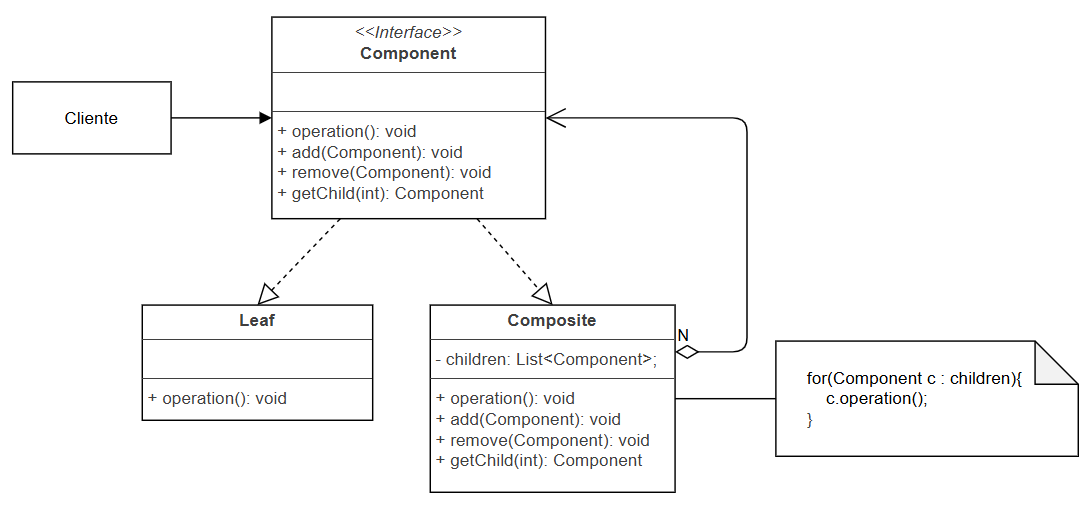 <<Interface>>
Component
Cliente
+ operation(): void
+ add(Component): void
+ remove(Component): void
+ getChild(int): Component
Leaf
+ operation(): void
Composite
- children: List<Component>;
+ operation(): void
+ add(Component): void
+ remove(Component): void
+ getChild(int): Component
N
for(Component c : children){
c.operation();
}